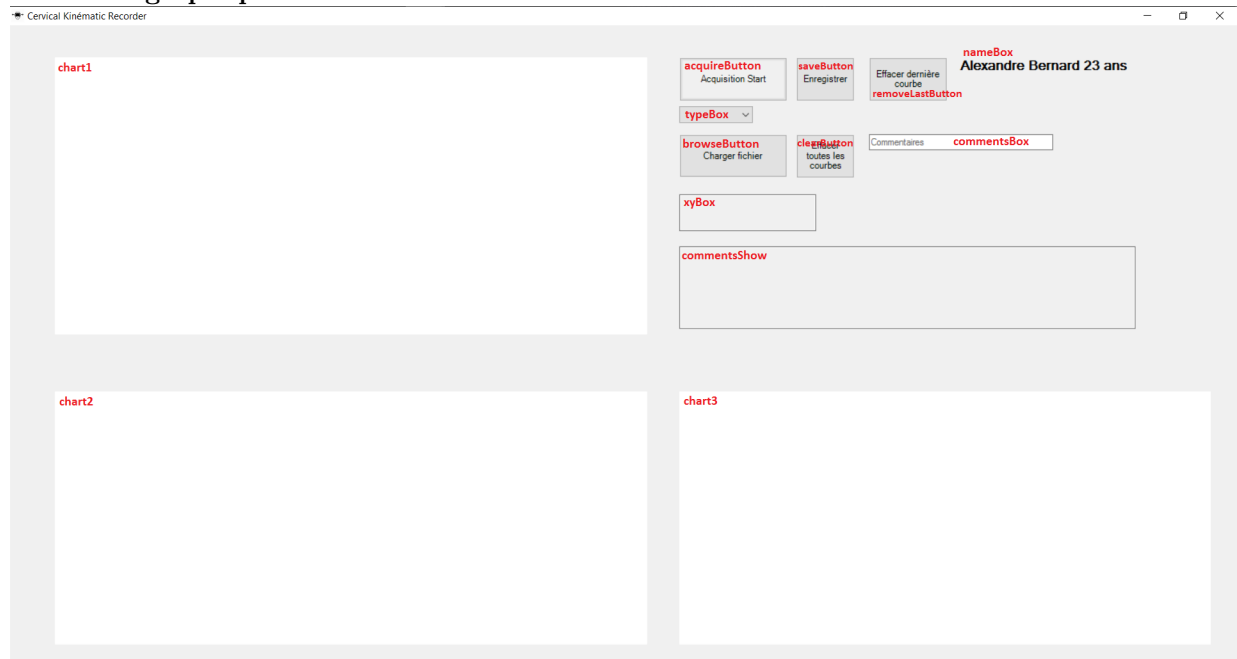 Cervical Kinématic Recorder
chart1
acquireButton
Acquisition Start
saveButton
Enregistrer
Effacer dernière
courbe
removeLastButton
nameBox
Alexandre Bernard 23 ans
typeBox
browseButton
Charger fichier
clearButton
Effacer
toutes les
courbes
Commentaires
commentsBox
xyBox
commentsShow
chart2
chart3